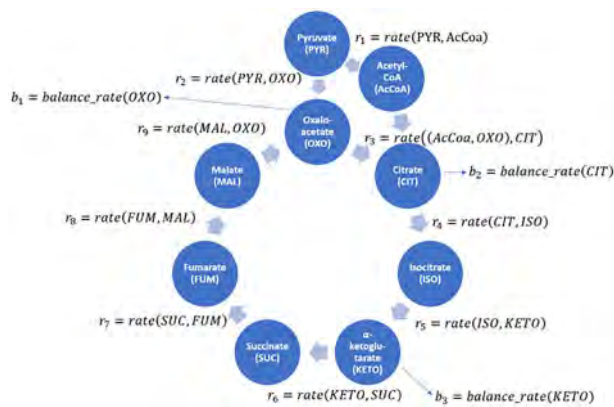 Pyruvate
(PYR)
r₁ = rate(PYR, AcCoa)
Acetyl-
CoA
(AcCoA)
r₂ = rate(PYR, OXO)
b₁ = balance_rate(OXO)
Oxalo-
acetate
(OXO)
r₉ = rate(MAL, OXO)
r₃ = rate((AcCoa, OXO), CIT)
Malate
(MAL)
Citrate
(CIT)
b₂ = balance_rate(CIT)
r₈ = rate(FUM, MAL)
r₄ = rate(CIT, ISO)
Fumarate
(FUM)
Isocitrate
(ISO)
r₇ = rate(SUC, FUM)
r₅ = rate(ISO, KETO)
Succinate
(SUC)
α-
ketoglu-
tarate
(KETO)
r₆ = rate(KETO, SUC)
b₃ = balance_rate(KETO)